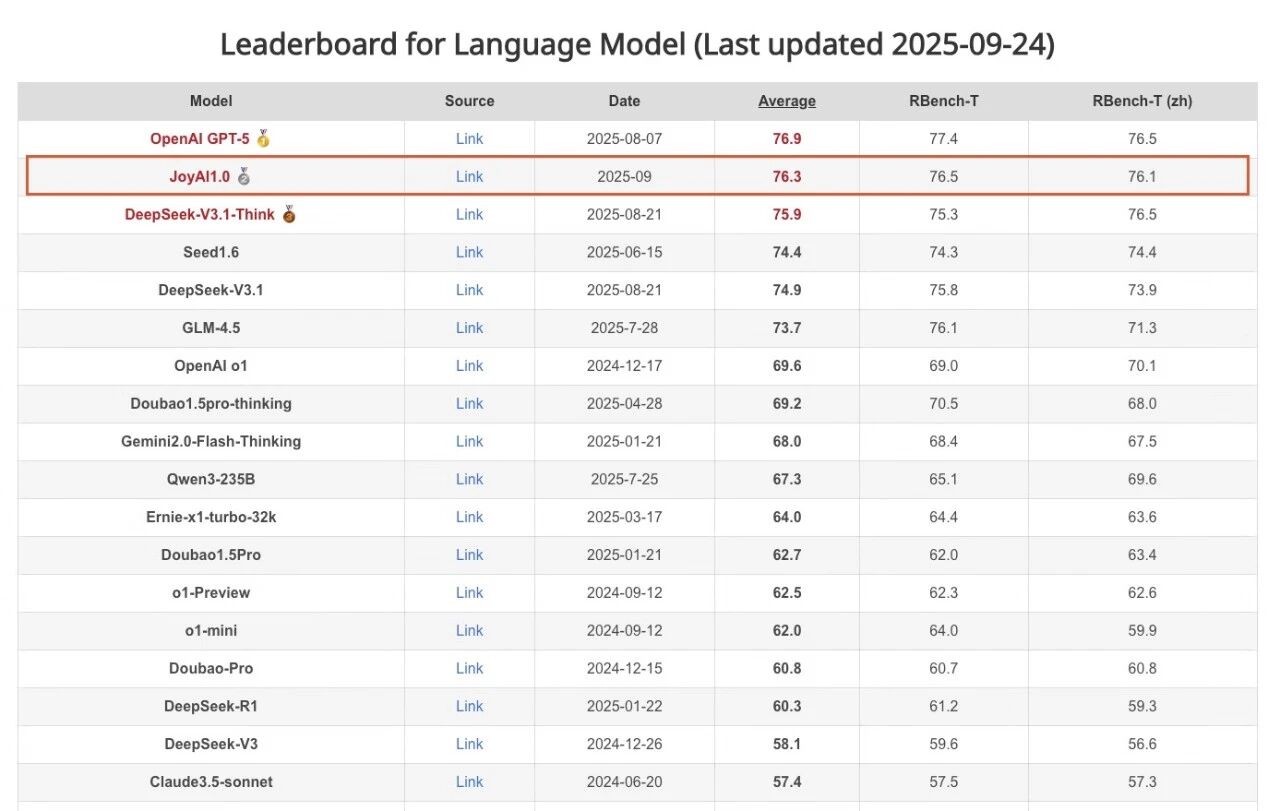 Leaderboard for Language Model (Last updated 2025-09-24)
Model Source Date Average RBench-T RBench-T (zh)
OpenAI GPT-5 🥇 Link 2025-08-07 76.9 77.4 76.5
JoyAI1.0 🥈 Link 2025-09 76.3 76.5 76.1
DeepSeek-V3.1-Think 🥉 Link 2025-08-21 75.9 75.3 76.5
Seed1.6 Link 2025-06-15 74.4 74.3 74.4
DeepSeek-V3.1 Link 2025-08-21 74.9 75.8 73.9
GLM-4.5 Link 2025-7-28 73.7 76.1 71.3
OpenAI o1 Link 2024-12-17 69.6 69.0 70.1
Doubao1.5pro-thinking Link 2025-04-28 69.2 70.5 68.0
Gemini2.0-Flash-Thinking Link 2025-01-21 68.0 68.4 67.5
Qwen3-235B Link 2025-7-25 67.3 65.1 69.6
Ernie-x1-turbo-32k Link 2025-03-17 64.0 64.4 63.6
Doubao1.5Pro Link 2025-01-21 62.7 62.0 63.4
o1-Preview Link 2024-09-12 62.5 62.3 62.6
o1-mini Link 2024-09-12 62.0 64.0 59.9
Doubao-Pro Link 2024-12-15 60.8 60.7 60.8
DeepSeek-R1 Link 2025-01-22 60.3 61.2 59.3
DeepSeek-V3 Link 2024-12-26 58.1 59.6 56.6
Claude3.5-sonnet Link 2024-06-20 57.4 57.5 57.3